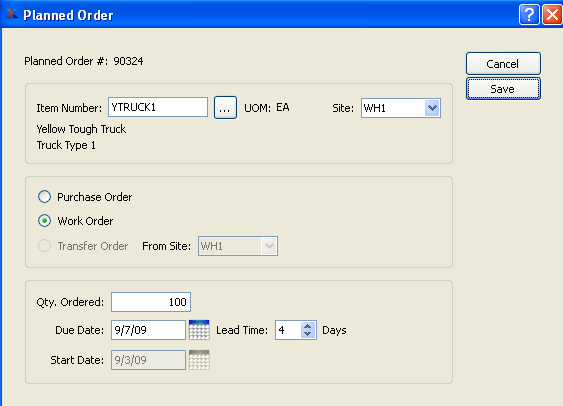 Planned Order
Planned Order #: 90324
Cancel
Save
Item Number: YTRUCK1 ... UOM: EA Site: WH1
Yellow Tough Truck
Truck Type 1
Purchase Order
Work Order
Transfer Order From Site: WH1
Qty. Ordered: 100
Due Date: 9/7/09 Lead Time: 4 Days
Start Date: 9/3/09